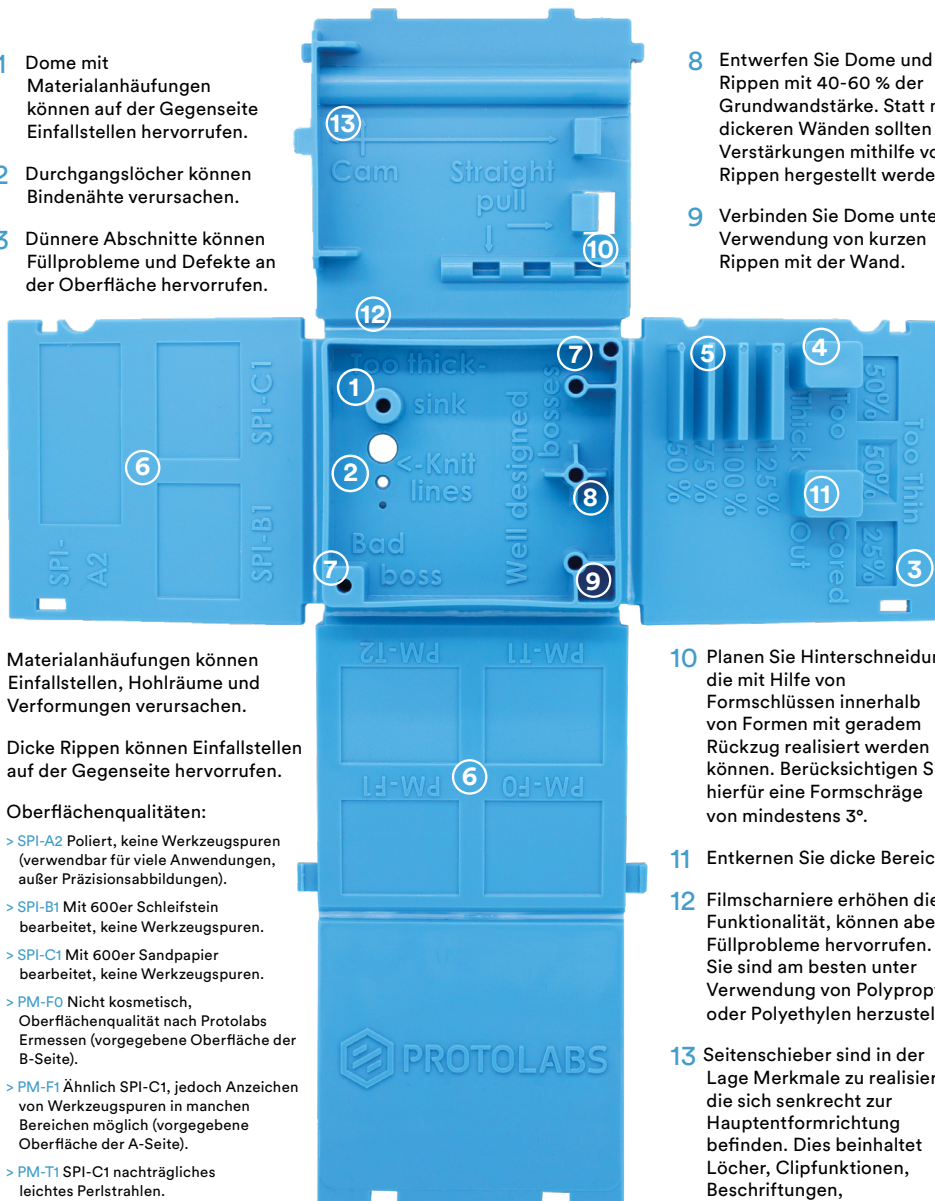 1 Dome mit
Materialanhäufungen
können auf der Gegenseite
Einfallstellen hervorrufen.
2 Durchgangslöcher können
Bindenähte verursachen.
3 Dünnere Abschnitte können
Füllprobleme und Defekte an
der Oberfläche hervorrufen.
Materialanhäufungen können
Einfallstellen, Hohlräume und
Verformungen verursachen.
Dicke Rippen können Einfallstellen
auf der Gegenseite hervorrufen.
Oberflächenqualitäten:
> SPI-A2 Poliert, keine Werkzeugspuren
(verwendbar für viele Anwendungen,
außer Präzisionsabbildungen).
> SPI-B1 Mit 600er Schleifstein
bearbeitet, keine Werkzeugspuren.
> SPI-C1 Mit 600er Sandpapier
bearbeitet, keine Werkzeugspuren.
> PM-F0 Nicht kosmetisch,
Oberflächenqualität nach Protolabs
Ermessen (vorgegebene Oberfläche der
B-Seite).
> PM-F1 Ähnlich SPI-C1, jedoch Anzeichen
von Werkzeugspuren in manchen
Bereichen möglich (vorgegebene
Oberfläche der A-Seite).
> PM-T1 SPI-C1 nachträgliches
leichtes Perlstrahlen.
13
Cam
Straight
pull
10
12
SPI-C1
6
SPI-B1
SPI-
A2
Too thick-
sink
1
2
<-Knit
lines
Bad
boss
7
7
Well designed
bosses
8
9
5
4
50 %
75 %
100 %
125 %
Too
Thick
11
Cored
Out
50%
50%
25%
Too Thin
3
PM-T2
PM-T1
6
PM-F1
PM-F0
PROTOLABS
8 Entwerfen Sie Dome und
Rippen mit 40-60 % der
Grundwandstärke. Statt
dickeren Wänden sollten
Verstärkungen mithilfe
Rippen hergestellt
9 Verbinden Sie Dome
Verwendung von kurzen
Rippen mit der Wand.
10 Planen Sie
die mit Hilfe von
Formschlüssen innerhalb
von Formen mit geradem
Rückzug realisiert werden
können. Berücksichtigen
hierfür eine Formschräge
von mindestens 3°.
11 Entkernen Sie dicke
12 Filmscharniere erhöhen die
Funktionalität, können
Füllprobleme hervorrufen.
Sie sind am besten unter
Verwendung von
oder Polyethylen
13 Seitenschieber sind in der
Lage Merkmale zu
die sich senkrecht zur
Hauptentformrichtung
befinden. Dies beinhaltet
Löcher, Clipfunktionen,
Beschriftungen,